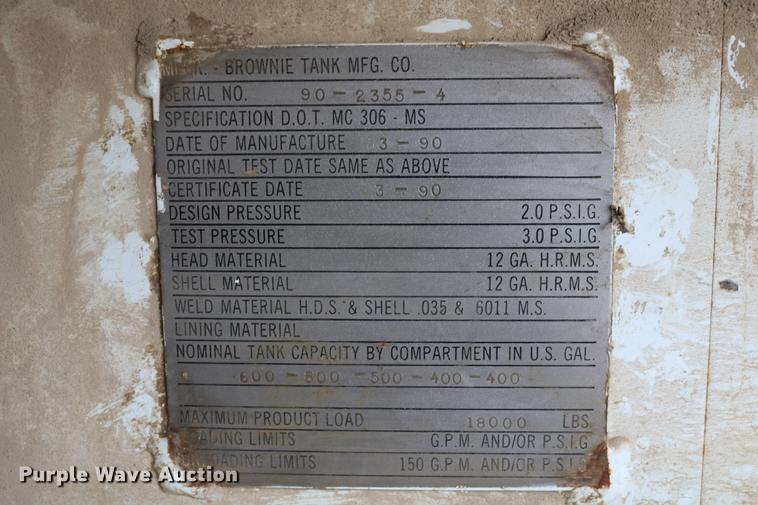 MFGR. - BROWNIE TANK MFG. CO.
SERIAL NO. 90-2355-4
SPECIFICATION D.O.T. MC 306 - MS
DATE OF MANUFACTURE 3-90
ORIGINAL TEST DATE SAME AS ABOVE
CERTIFICATE DATE 3-90
DESIGN PRESSURE 2.0 P.S.I.G.
TEST PRESSURE 3.0 P.S.I.G.
HEAD MATERIAL 12 GA. H.R.M.S.
SHELL MATERIAL 12 GA. H.R.M.S.
WELD MATERIAL H.D.S. & SHELL .035 & 6011 M.S.
LINING MATERIAL
NOMINAL TANK CAPACITY BY COMPARTMENT IN U.S. GAL.
-500-400-400-
MAXIMUM PRODUCT LOAD 18000 LBS.
LOADING LIMITS G.P.M. AND/OR P.S.I.G
LIMITS 150 G.P.M. AND/OR P.S.I.G
Purple Wave Auction